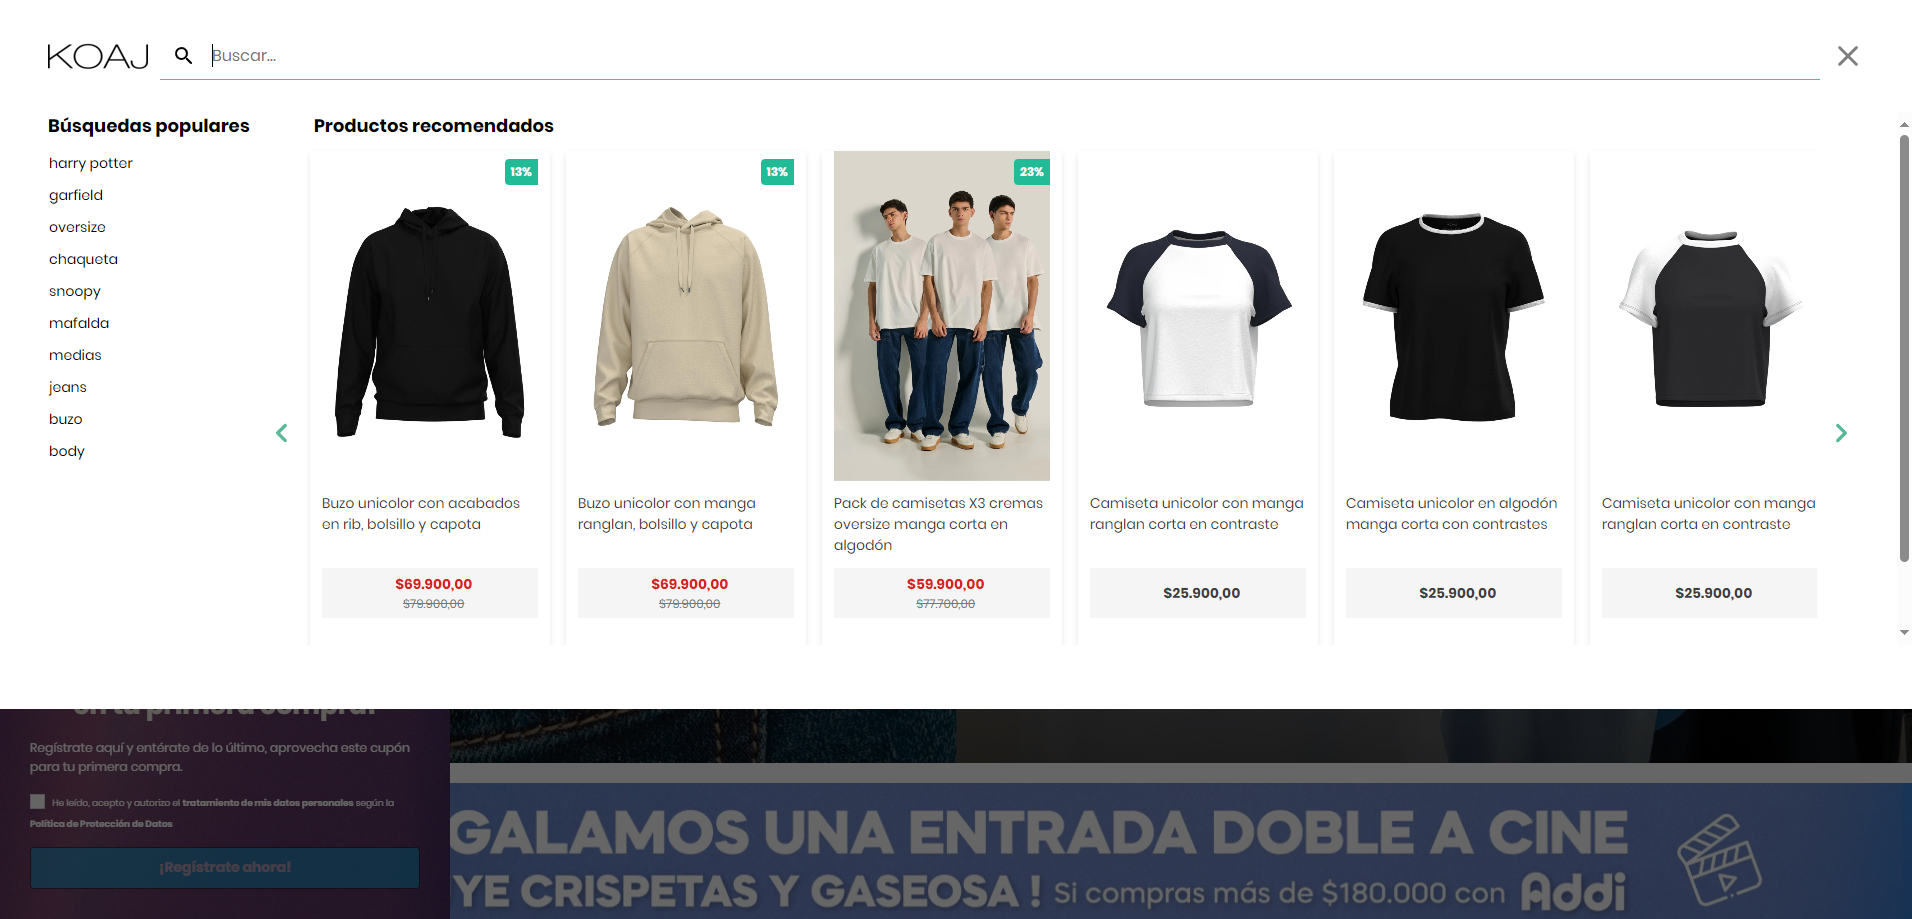 KOAJ
Buscar...
Búsquedas populares
harry potter
garfield
oversize
chaqueta
snoopy
mafalda
medias
jeans
buzo
body
Productos recomendados
13%
Buzo unicolor con acabados
en rib, bolsillo y capota
$69.900,00
$79.900,00
13%
Buzo unicolor con manga
ranglan, bolsillo y capota
$69.900,00
$79.900,00
23%
Pack de camisetas X3 cremas
oversize manga corta en
algodón
$59.900,00
$77.700,00
Camiseta unicolor con manga
ranglan corta en contraste
$25.900,00
Camiseta unicolor en algodón
manga corta con contrastes
$25.900,00
Camiseta unicolor con manga
ranglan corta en contraste
$25.900,00
en tu primera compra!
Regístrate aquí y entérate de lo último, aprovecha este cupón
para tu primera compra.
He leído, acepto y autorizo el tratamiento de mis datos personales según la
Política de Protección de Datos
¡Regístrate ahora!
GALAMOS UNA ENTRADA DOBLE A CINE
YE CRISPETAS Y GASEOSA ! Si compras más de $180.000 con Addi